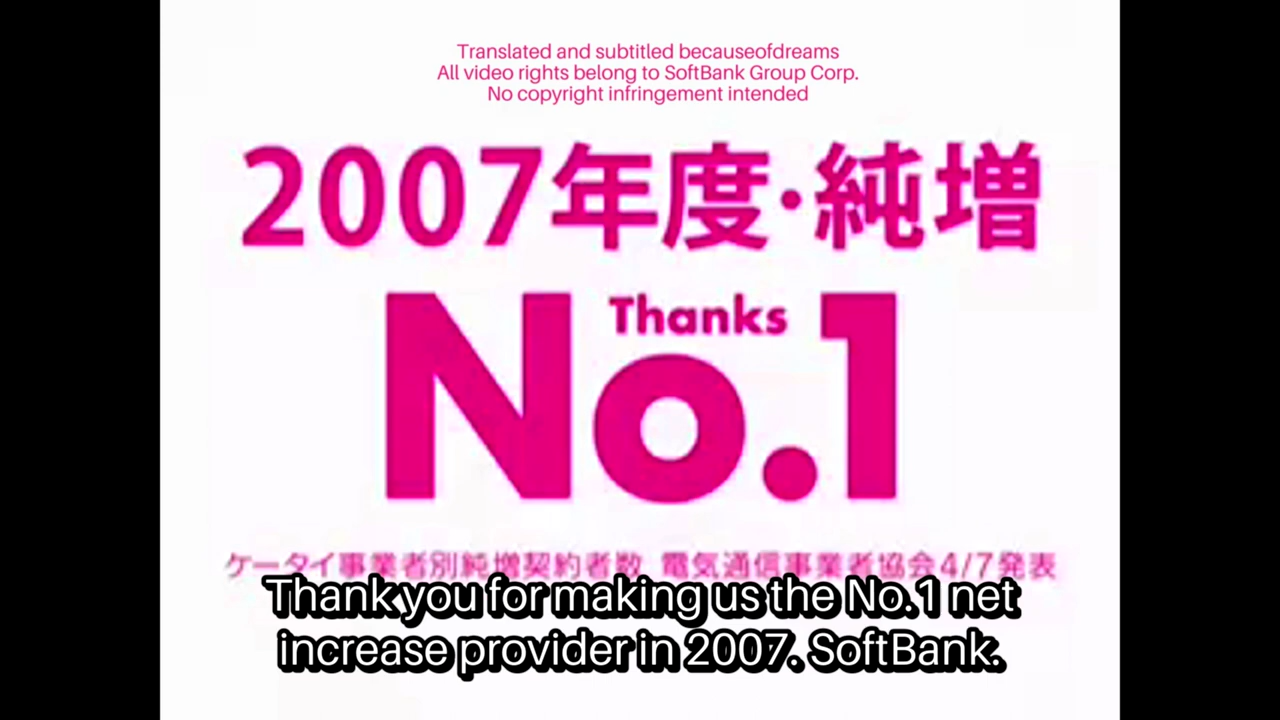 Translated and subtitled becauseofdreams
All video rights belong to SoftBank Group Corp.
No copyright infringement intended
2007年度・純増
Thanks
No.1
ケータイ事業者別純増契約者数 電気通信事業者協会4/7発表
Thank you for making us the No.1 net
increase provider in 2007. SoftBank.